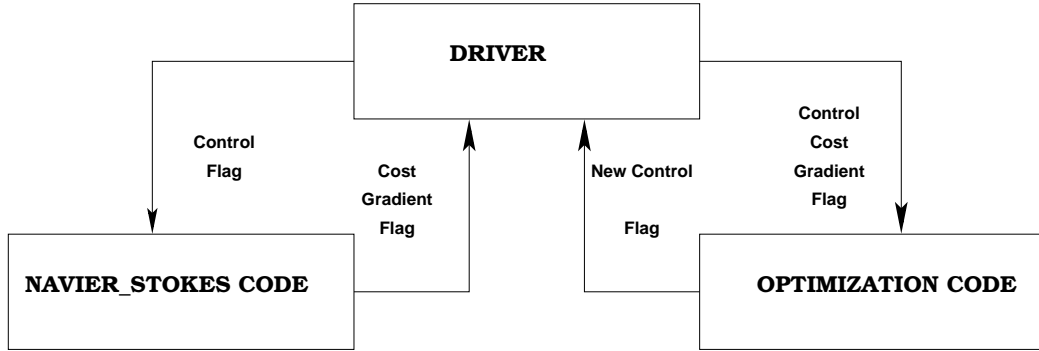 DRIVER
Control
Flag
Cost
Gradient
Flag
New Control
Flag
Control
Cost
Gradient
Flag
NAVIER_STOKES CODE
OPTIMIZATION CODE